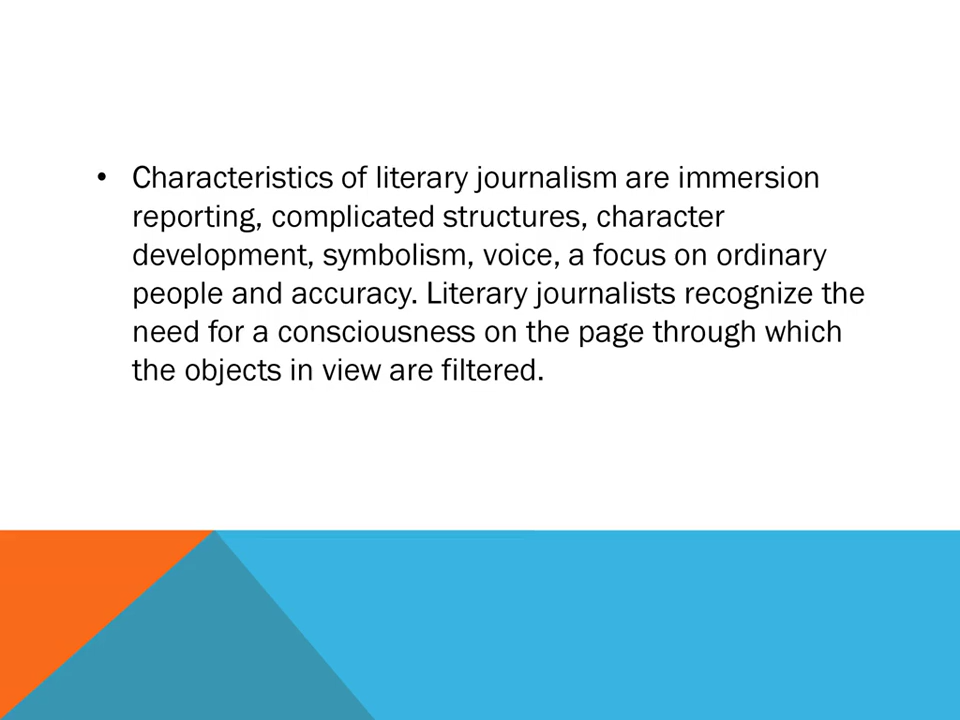 • Characteristics of literary journalism are immersion
reporting, complicated structures, character
development, symbolism, voice, a focus on ordinary
people and accuracy. Literary journalists recognize the
need for a consciousness on the page through which
the objects in view are filtered.